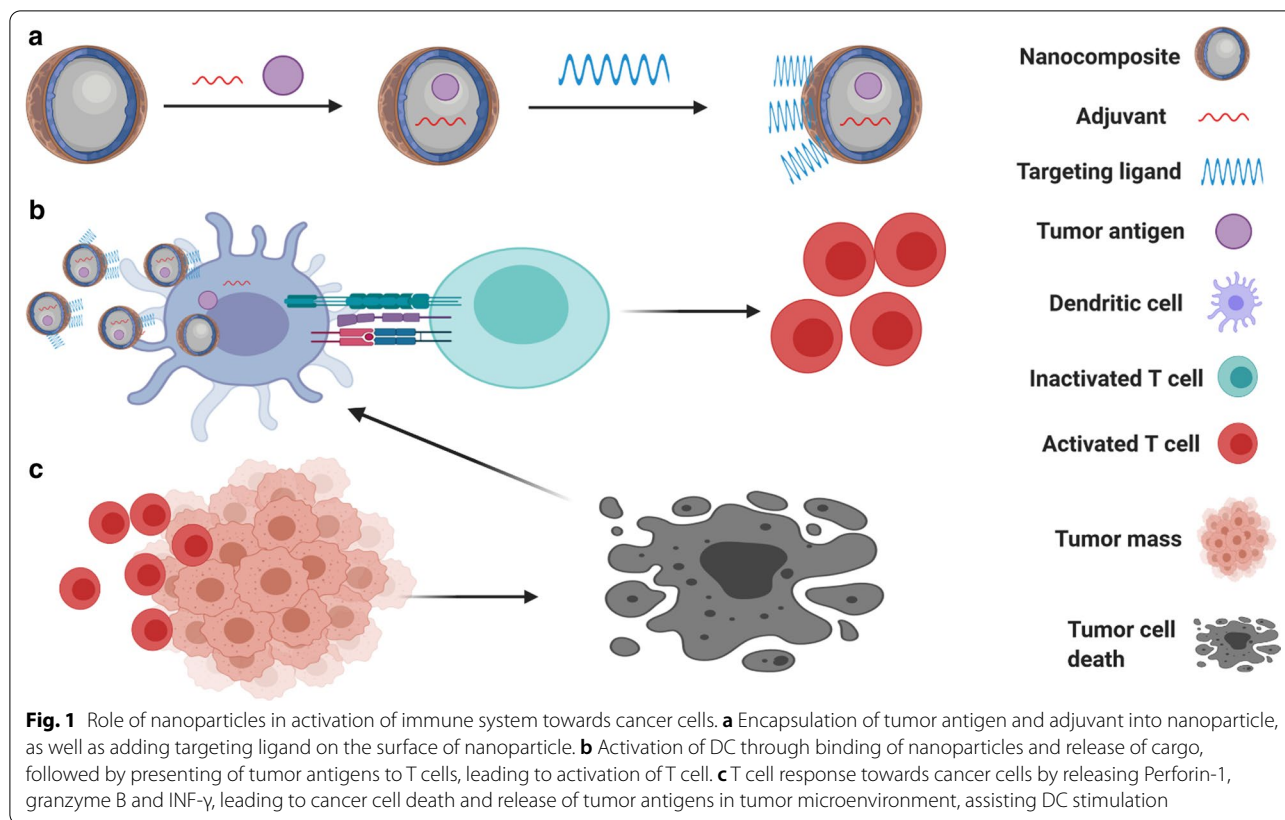 a
Nanocomposite
Adjuvant
Targeting ligand
b
Tumor antigen
Dendritic cell
Inactivated T cell
Activated T cell
c
Tumor mass
Tumor cell
death
Fig. 1 Role of nanoparticles in activation of immune system towards cancer cells. a Encapsulation of tumor antigen and adjuvant into nanoparticle,
as well as adding targeting ligand on the surface of nanoparticle. b Activation of DC through binding of nanoparticles and release of cargo,
followed by presenting of tumor antigens to T cells, leading to activation of T cell. c T cell response towards cancer cells by releasing Perforin-1,
granzyme B and INF-γ, leading to cancer cell death and release of tumor antigens in tumor microenvironment, assisting DC stimulation